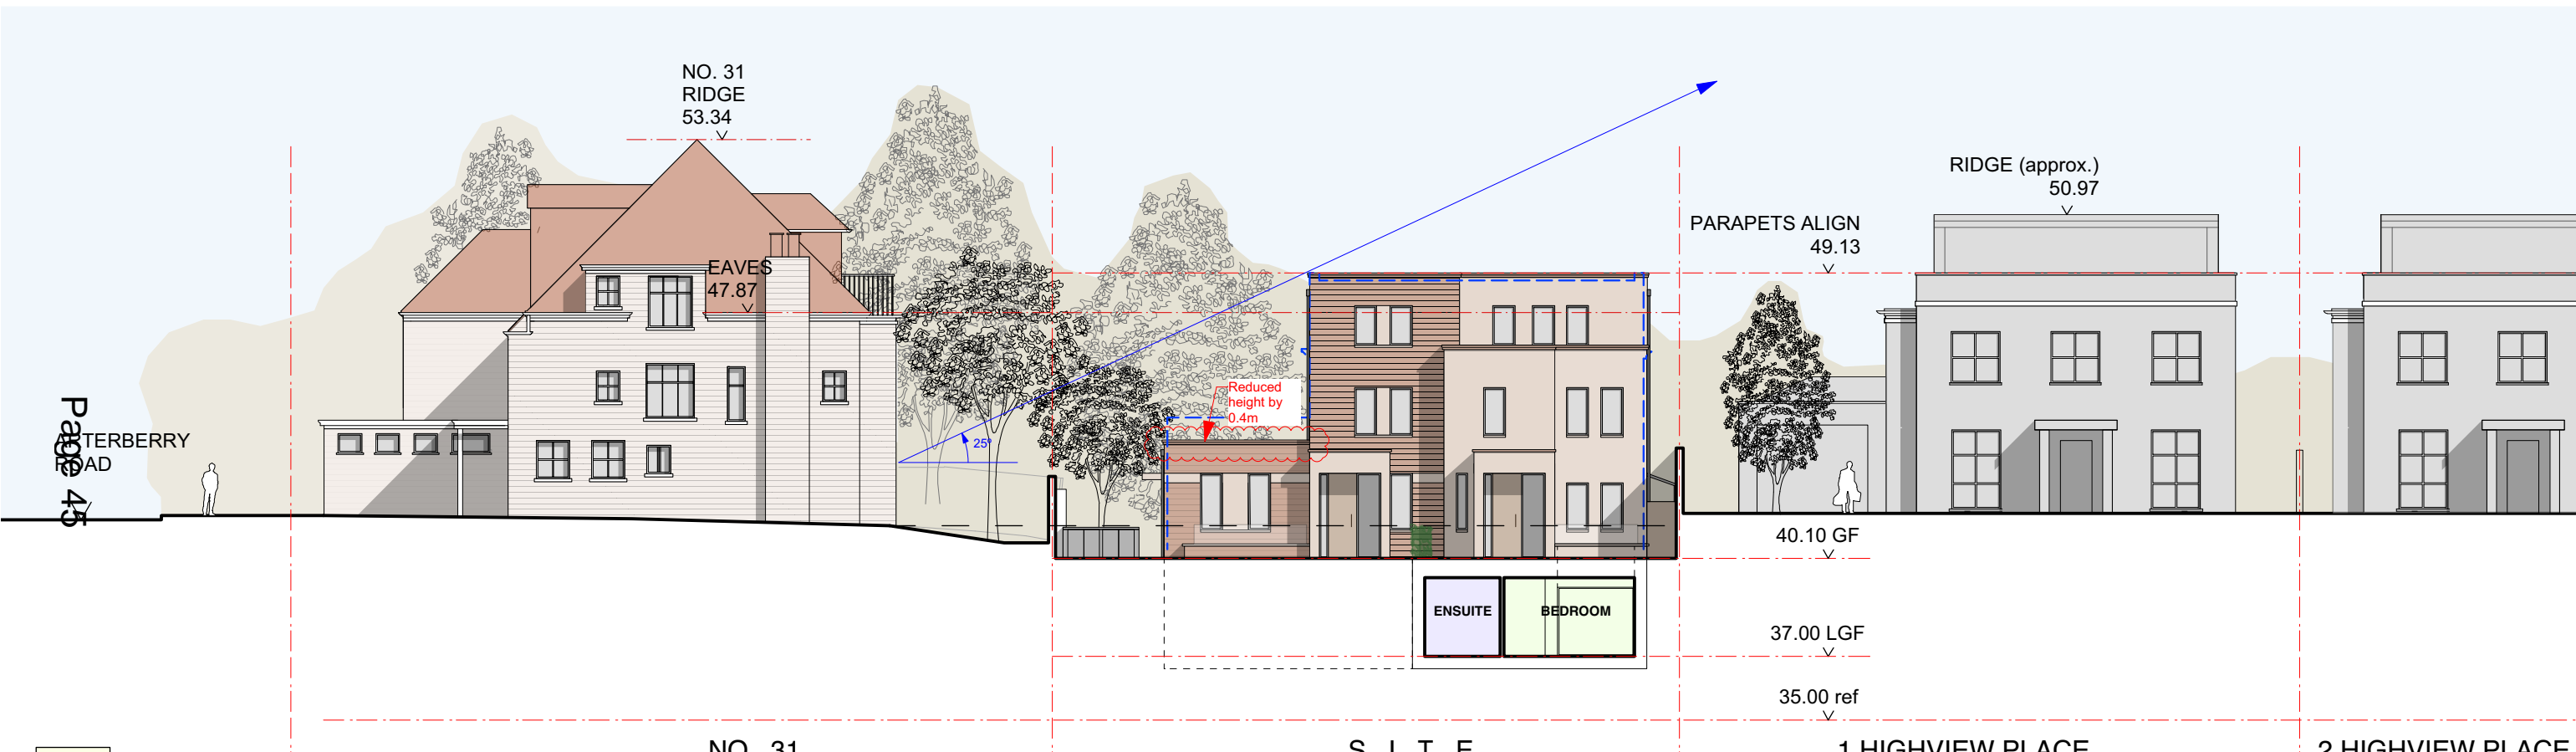 NO. 31
RIDGE
53.34
EAVES
47.87
Page 45
ROAD
25°
Reduced
height by
0.4m
PARAPETS ALIGN
49.13
RIDGE (approx.)
50.97
40.10 GF
ENSUITE
BEDROOM
37.00 LGF
35.00 ref
NO. 31
S I T E
1 HIGHVIEW PLACE
2 HIGHVIEW PLACE